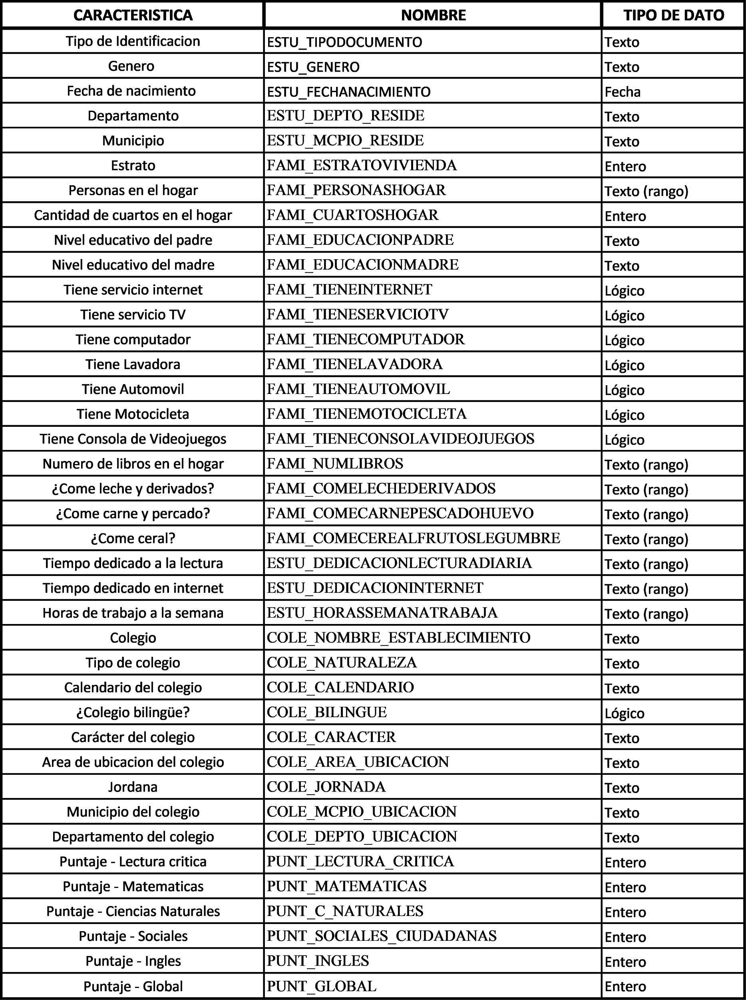 CARACTERISTICA NOMBRE TIPO DE DATO
Tipo de Identificacion ESTU_TIPODOCUMENTO Texto
Genero ESTU_GENERO Texto
Fecha de nacimiento ESTU_FECHANACIMIENTO Fecha
Departamento ESTU_DEPTO_RESIDE Texto
Municipio ESTU_MCPIO_RESIDE Texto
Estrato FAMI_ESTRATOVIVIENDA Entero
Personas en el hogar FAMI_PERSONASHOGAR Texto (rango)
Cantidad de cuartos en el hogar FAMI_CUARTOSHOGAR Entero
Nivel educativo del padre FAMI_EDUCACIONPADRE Texto
Nivel educativo del madre FAMI_EDUCACIONMADRE Texto
Tiene servicio internet FAMI_TIENEINTERNET Lógico
Tiene servicio TV FAMI_TIENESERVICIOTV Lógico
Tiene computador FAMI_TIENECOMPUTADOR Lógico
Tiene Lavadora FAMI_TIENELAVADORA Lógico
Tiene Automovil FAMI_TIENEAUTOMOVIL Lógico
Tiene Motocicleta FAMI_TIENEMOTOCICLETA Lógico
Tiene Consola de Videojuegos FAMI_TIENECONSOLAVIDEOJUEGOS Lógico
Numero de libros en el hogar FAMI_NUMLIBROS Texto (rango)
¿Come leche y derivados? FAMI_COMELECHEDERIVADOS Texto (rango)
¿Come carne y percado? FAMI_COMECARNEPESCADOHUEVO Texto (rango)
¿Come ceral? FAMI_COMECEREALFRUTOSLEGUMBRE Texto (rango)
Tiempo dedicado a la lectura ESTU_DEDICACIONLECTURADIARIA Texto (rango)
Tiempo dedicado en internet ESTU_DEDICACIONINTERNET Texto (rango)
Horas de trabajo a la semana ESTU_HORASSEMANATRABAJA Texto (rango)
Colegio COLE_NOMBRE_ESTABLECIMIENTO Texto
Tipo de colegio COLE_NATURALEZA Texto
Calendario del colegio COLE_CALENDARIO Texto
¿Colegio bilingüe? COLE_BILINGUE Lógico
Carácter del colegio COLE_CARACTER Texto
Area de ubicacion del colegio COLE_AREA_UBICACION Texto
Jordana COLE_JORNADA Texto
Municipio del colegio COLE_MCPIO_UBICACION Texto
Departamento del colegio COLE_DEPTO_UBICACION Texto
Puntaje - Lectura critica PUNT_LECTURA_CRITICA Entero
Puntaje - Matematicas PUNT_MATEMATICAS Entero
Puntaje - Ciencias Naturales PUNT_C_NATURALES Entero
Puntaje - Sociales PUNT_SOCIALES_CIUDADANAS Entero
Puntaje - Ingles PUNT_INGLES Entero
Puntaje - Global PUNT_GLOBAL Entero